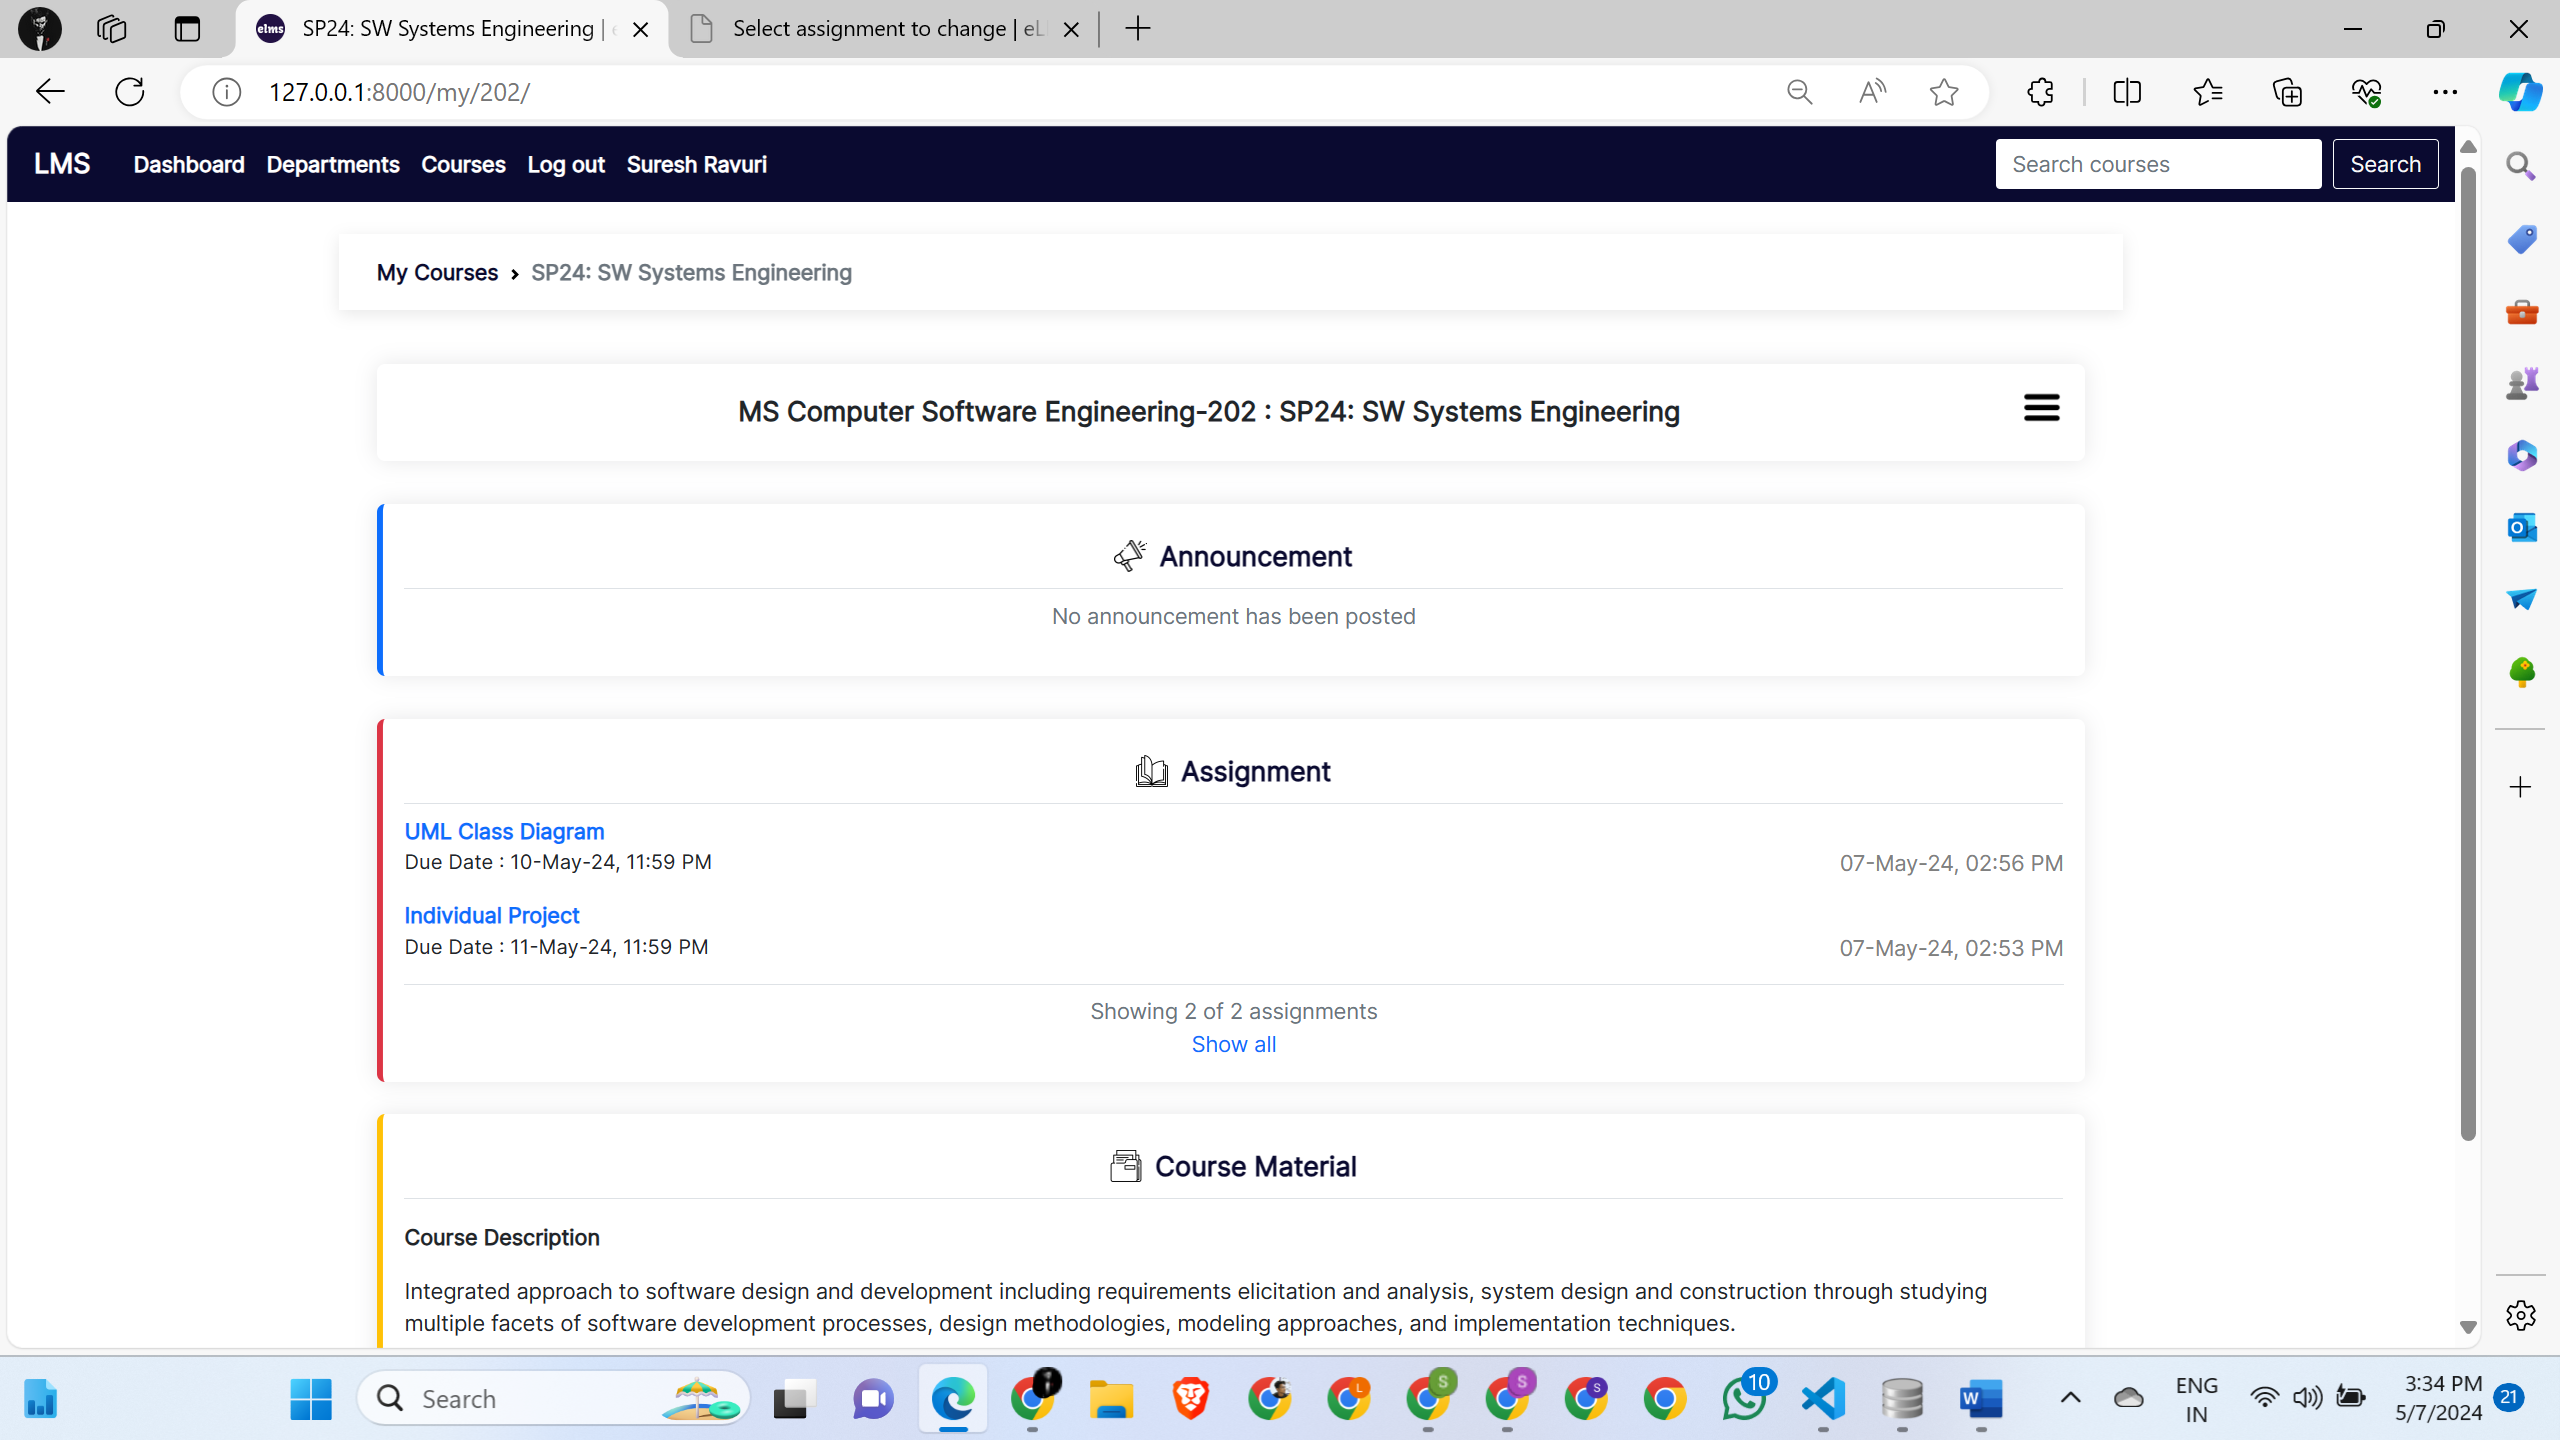 elms SP24: SW Systems Engineering |
Select assignment to change | eL
127.0.0.1:8000/my/202/
LMS Dashboard Departments Courses Log out Suresh Ravuri Search courses Search
My Courses › SP24: SW Systems Engineering
MS Computer Software Engineering-202 : SP24: SW Systems Engineering
Announcement
No announcement has been posted
Assignment
UML Class Diagram
Due Date : 10-May-24, 11:59 PM 07-May-24, 02:56 PM
Individual Project
Due Date : 11-May-24, 11:59 PM 07-May-24, 02:53 PM
Showing 2 of 2 assignments
Show all
Course Material
Course Description
Integrated approach to software design and development including requirements elicitation and analysis, system design and construction through studying
multiple facets of software development processes, design methodologies, modeling approaches, and implementation techniques.
Search
L
S
S
S
10
W
ENG
IN
3:34 PM
5/7/2024
21